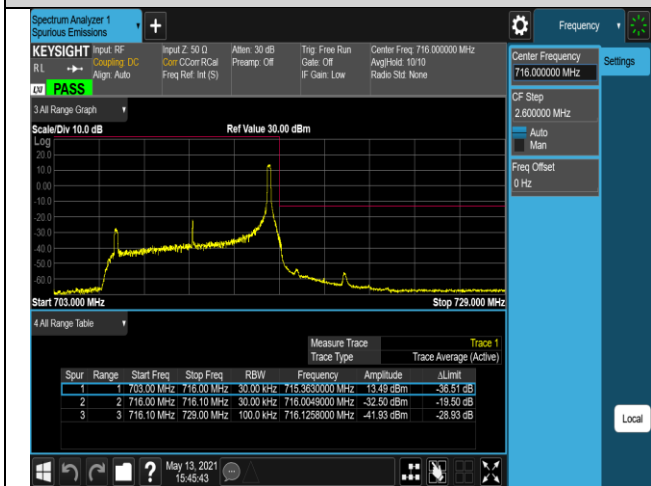 Spectrum Analyzer 1
Spurious Emissions
+
Frequency
KEYSIGHT Input: RF Input Z: 50 Ω Atten: 30 dB Trig: Free Run Center Freq: 716.000000 MHz
RL Coupling: DC Corr CCorr RCal Preamp: Off Gate: Off Avg|Hold: 10/10
Align: Auto Freq Ref: Int (S) IF Gain: Low Radio Std: None
LXI PASS
Center Frequency
716.000000 MHz
Settings
CF Step
2.600000 MHz
Auto
Man
Freq Offset
0 Hz
3 All Range Graph
Scale/Div 10.0 dB Ref Value 30.00 dBm
Log
20.0
10.0
0.00
-10.0
-20.0
-30.0
-40.0
-50.0
-60.0
Start 703.000 MHz Stop 729.000 MHz
4 All Range Table
Measure Trace Trace 1
Trace Type Trace Average (Active)
Spur Range Start Freq Stop Freq RBW Frequency Amplitude ΔLimit
1 1 703.00 MHz 716.00 MHz 30.00 kHz 715.3630000 MHz 13.49 dBm -36.51 dB
2 2 716.00 MHz 716.10 MHz 30.00 kHz 716.0049000 MHz -32.50 dBm -19.50 dB
3 3 716.10 MHz 729.00 MHz 100.0 kHz 716.1258000 MHz -41.93 dBm -28.93 dB
Local
?
May 13, 2021
15:45:43